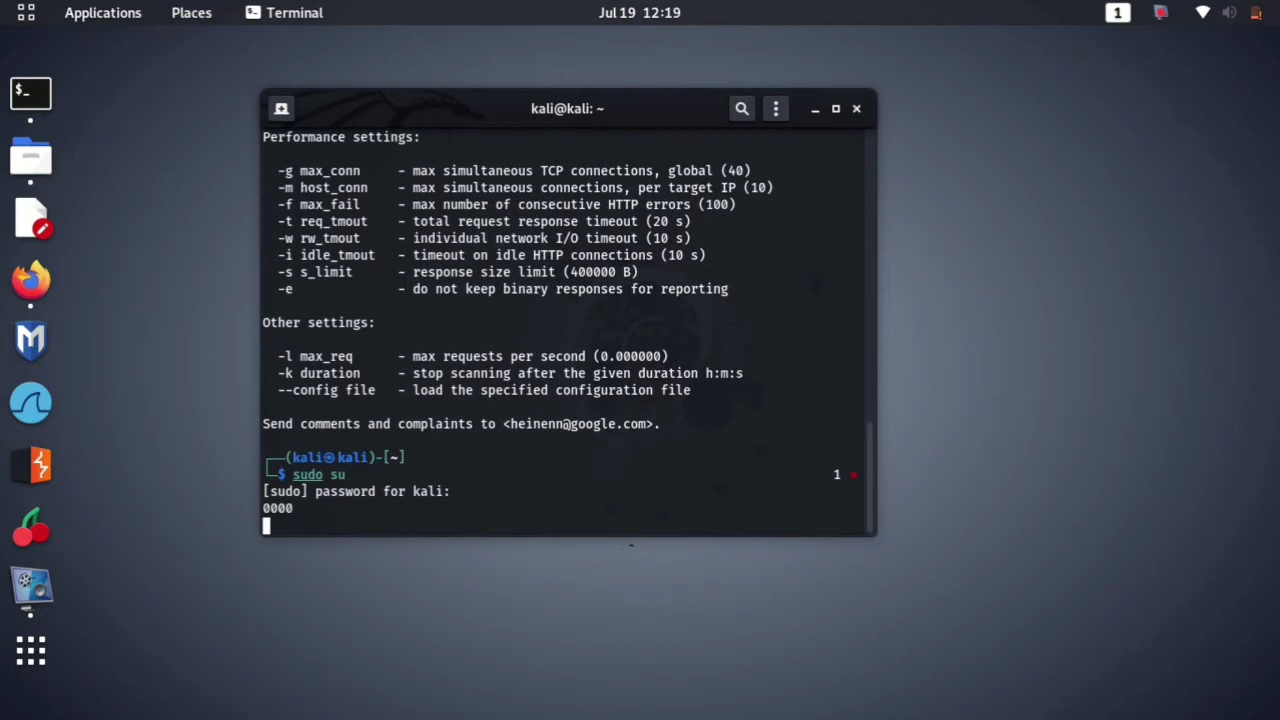 Applications Places Terminal Jul 19 12:19 1
$_
kali@kali: ~
Performance settings:
-g max_conn - max simultaneous TCP connections, global (40)
-m host_conn - max simultaneous connections, per target IP (10)
-f max_fail - max number of consecutive HTTP errors (100)
-t req_tmout - total request response timeout (20 s)
-w rw_tmout - individual network I/O timeout (10 s)
-i idle_tmout - timeout on idle HTTP connections (10 s)
-s s_limit - response size limit (400000 B)
-e - do not keep binary responses for reporting
Other settings:
-l max_req - max requests per second (0.000000)
-k duration - stop scanning after the given duration h:m:s
--config file - load the specified configuration file
Send comments and complaints to <heinenn@google.com>.
┌──(kali㉿kali)-[~]
└─$ sudo su 1
[sudo] password for kali:
0000